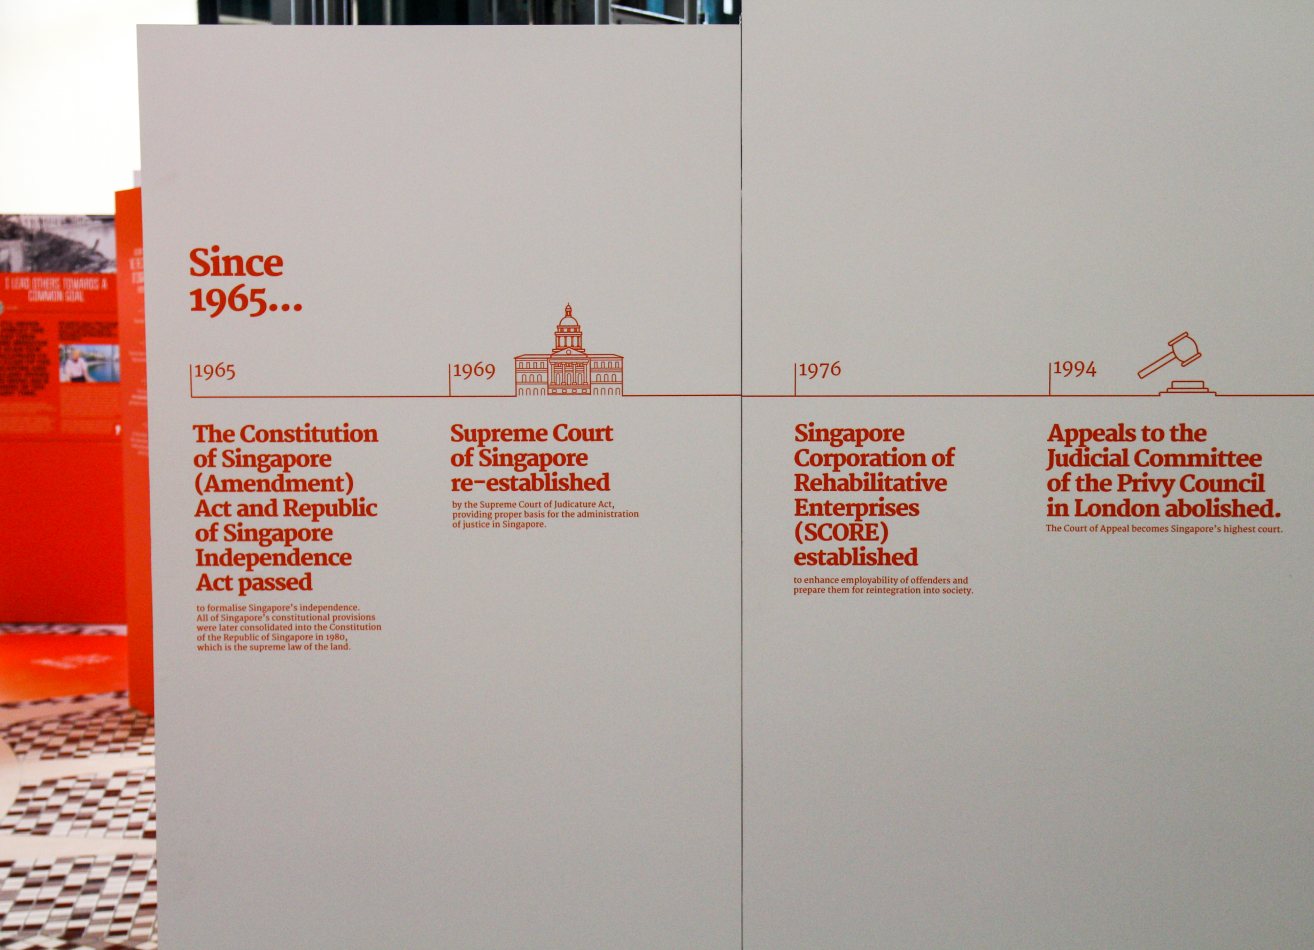 Since
1965...
1965
The Constitution
of Singapore
(Amendment)
Act and Republic
of Singapore
Independence
Act passed
to formalise Singapore's independence.
All of Singapore's constitutional provisions
were later consolidated into the Constitution
of the Republic of Singapore in 1980,
which is the supreme law of the land.
1969
Supreme Court
of Singapore
re-established
by the Supreme Court of Judicature Act,
providing proper basis for the administration
of justice in Singapore.
1976
Singapore
Corporation of
Rehabilitative
Enterprises
(SCORE)
established
to enhance employability of offenders and
prepare them for reintegration into society.
1994
Appeals to the
Judicial Committee
of the Privy Council
in London abolished.
The Court of Appeal becomes Singapore's highest court.
LEAD OTHERS TOWARDS A
COMMON GOAL